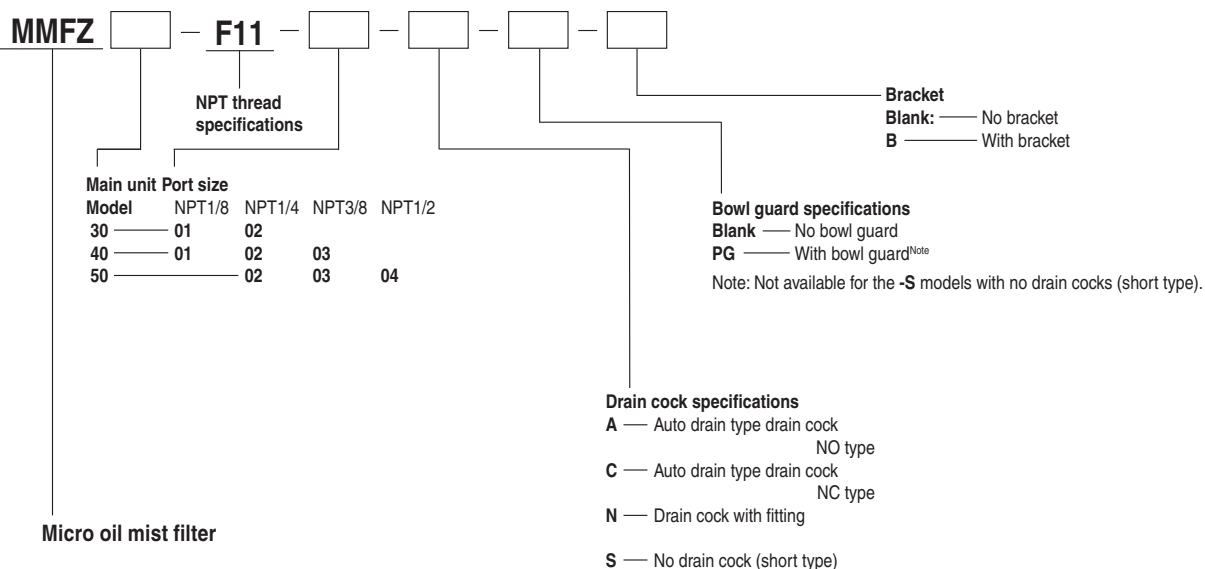 MMFZ – F11 – – – –
NPT thread
specifications
Bracket
Blank: No bracket
B With bracket
Main unit Port size
Model NPT1/8 NPT1/4 NPT3/8 NPT1/2
30 01 02
40 01 02 03
50 02 03 04
Bowl guard specifications
Blank No bowl guard
PG With bowl guardNote
Note: Not available for the -S models with no drain cocks (short type).
Drain cock specifications
A Auto drain type drain cock
NO type
C Auto drain type drain cock
NC type
N Drain cock with fitting
S No drain cock (short type)
Micro oil mist filter